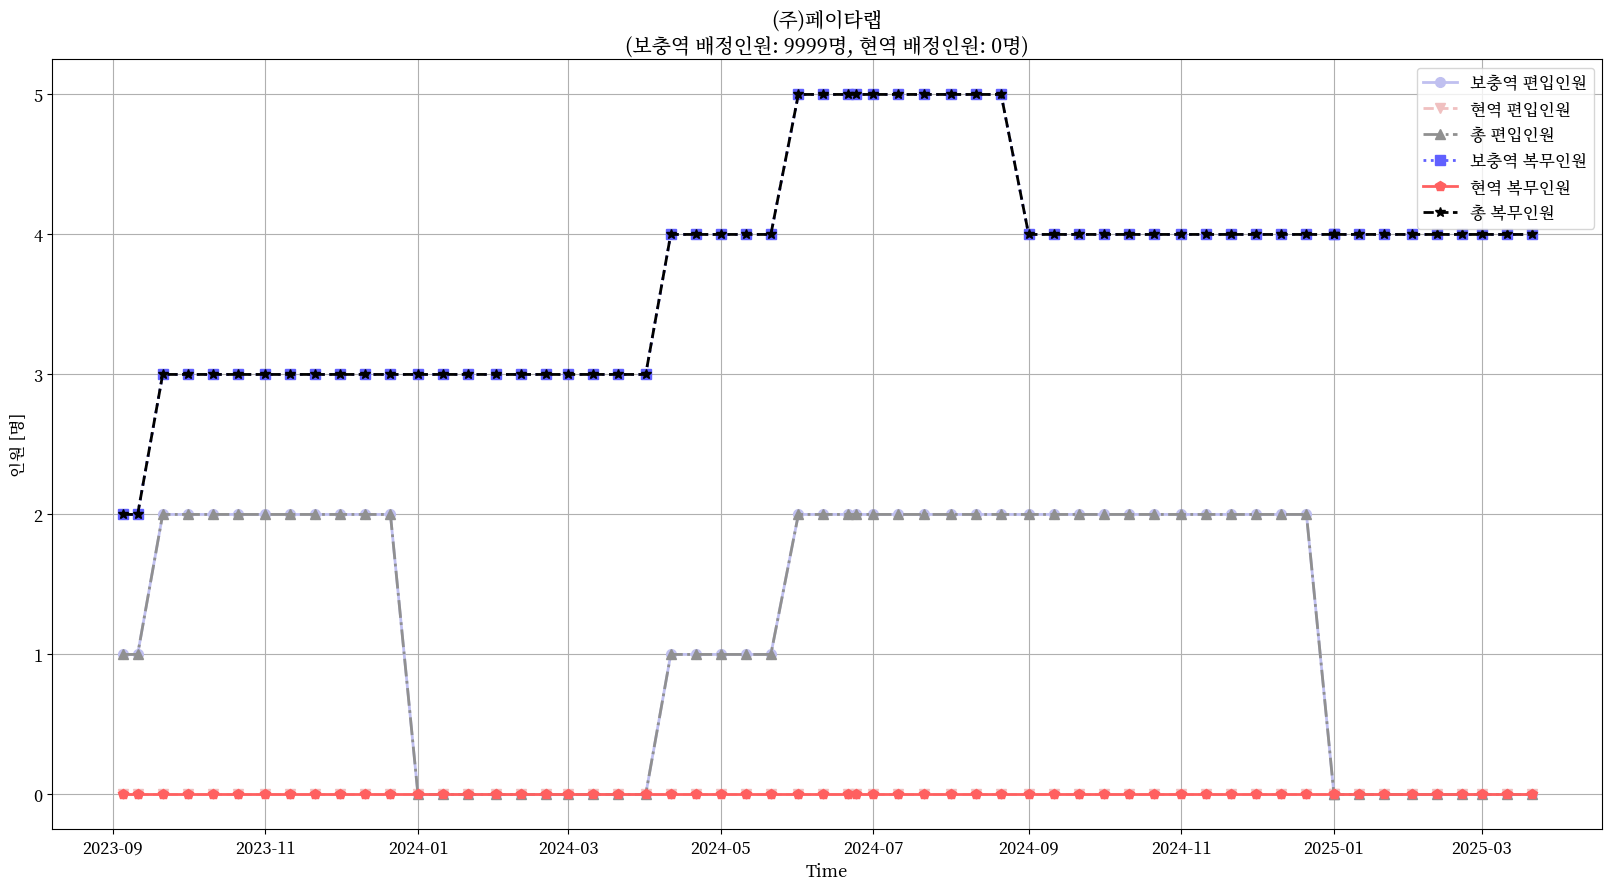 (주)페이타랩
(보충역 배정인원: 9999명, 현역 배정인원: 0명)
보충역 편입인원
현역 편입인원
총 편입인원
보충역 복무인원
현역 복무인원
총 복무인원
인원 [명]
5
4
3
2
1
0
2023-09 2023-11 2024-01 2024-03 2024-05 2024-07 2024-09 2024-11 2025-01 2025-03
Time